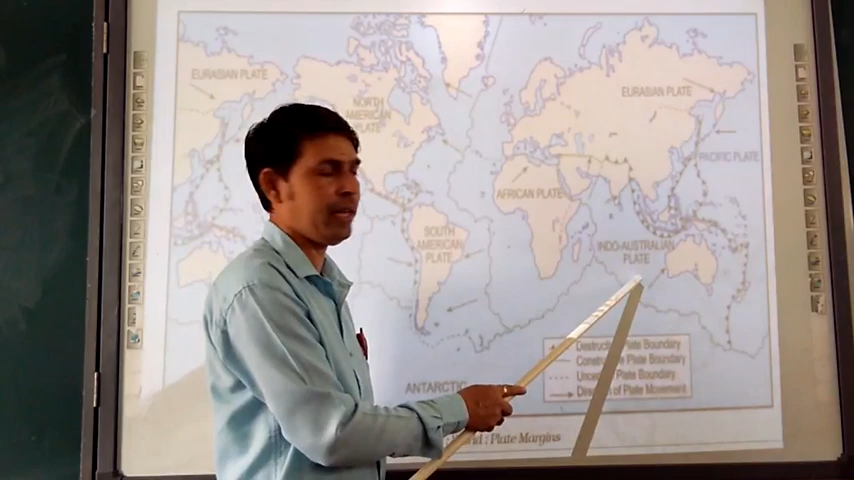 EURASIAN PLATE
NORTH
AMERICAN
PLATE
EURASIAN PLATE
PACIFIC PLATE
AFRICAN PLATE
SOUTH
AMERICAN
PLATE
INDO-AUSTRALIAN
PLATE
ANTARCTIC
Plate Boundary
Plate Boundary
Plate Boundary
of Plate Movement
: Plate Margins